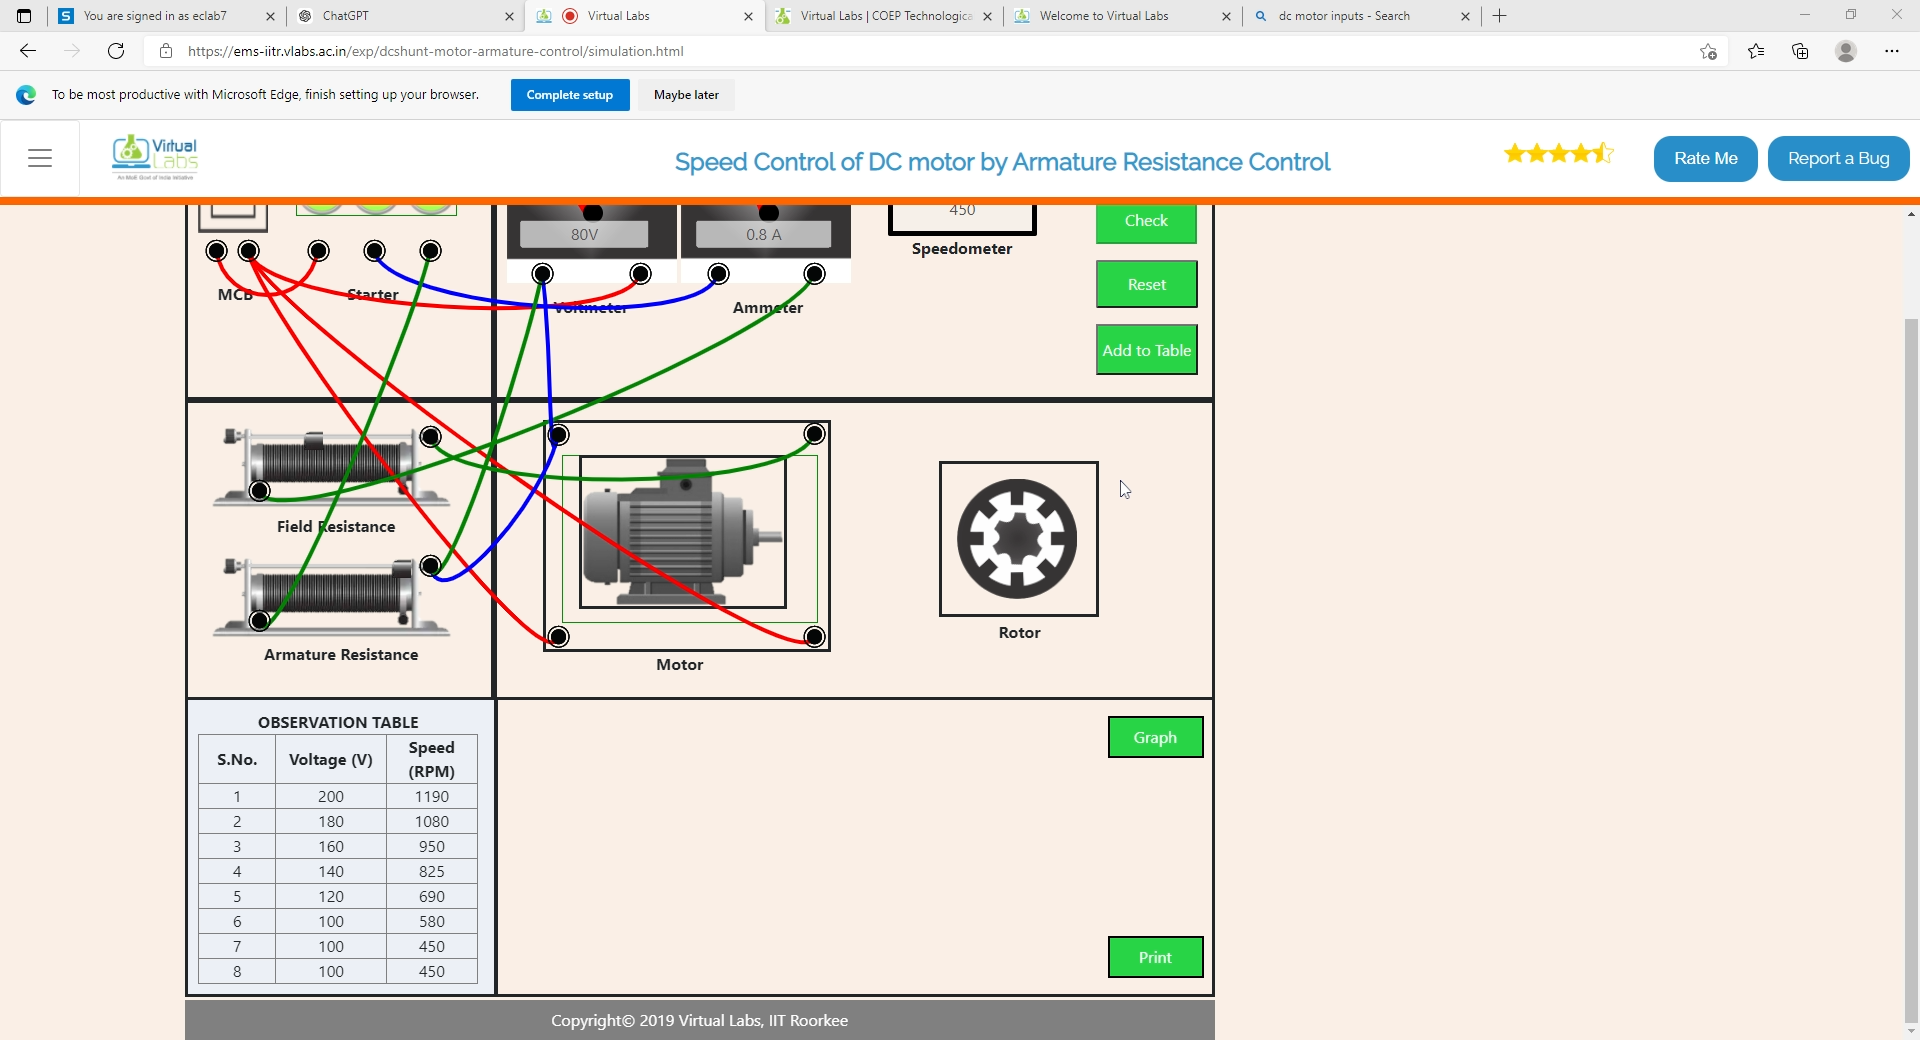 You are signed in as eclab7
ChatGPT
Virtual Labs
Virtual Labs | COEP Technologica
Welcome to Virtual Labs
dc motor inputs - Search
https://ems-iitr.vlabs.ac.in/exp/dcshunt-motor-armature-control/simulation.html
To be most productive with Microsoft Edge, finish setting up your browser.
Complete setup
Maybe later
Virtual
Labs
An MoE Govt of India Initiative
Speed Control of DC motor by Armature Resistance Control
Rate Me
Report a Bug
80V
0.8 A
450
Speedometer
Check
MCB
Starter
Voltmeter
Ammeter
Reset
Add to Table
Field Resistance
Armature Resistance
Motor
Rotor
OBSERVATION TABLE
S.No. Voltage (V) Speed (RPM)
1 200 1190
2 180 1080
3 160 950
4 140 825
5 120 690
6 100 580
7 100 450
8 100 450
Graph
Print
Copyright© 2019 Virtual Labs, IIT Roorkee